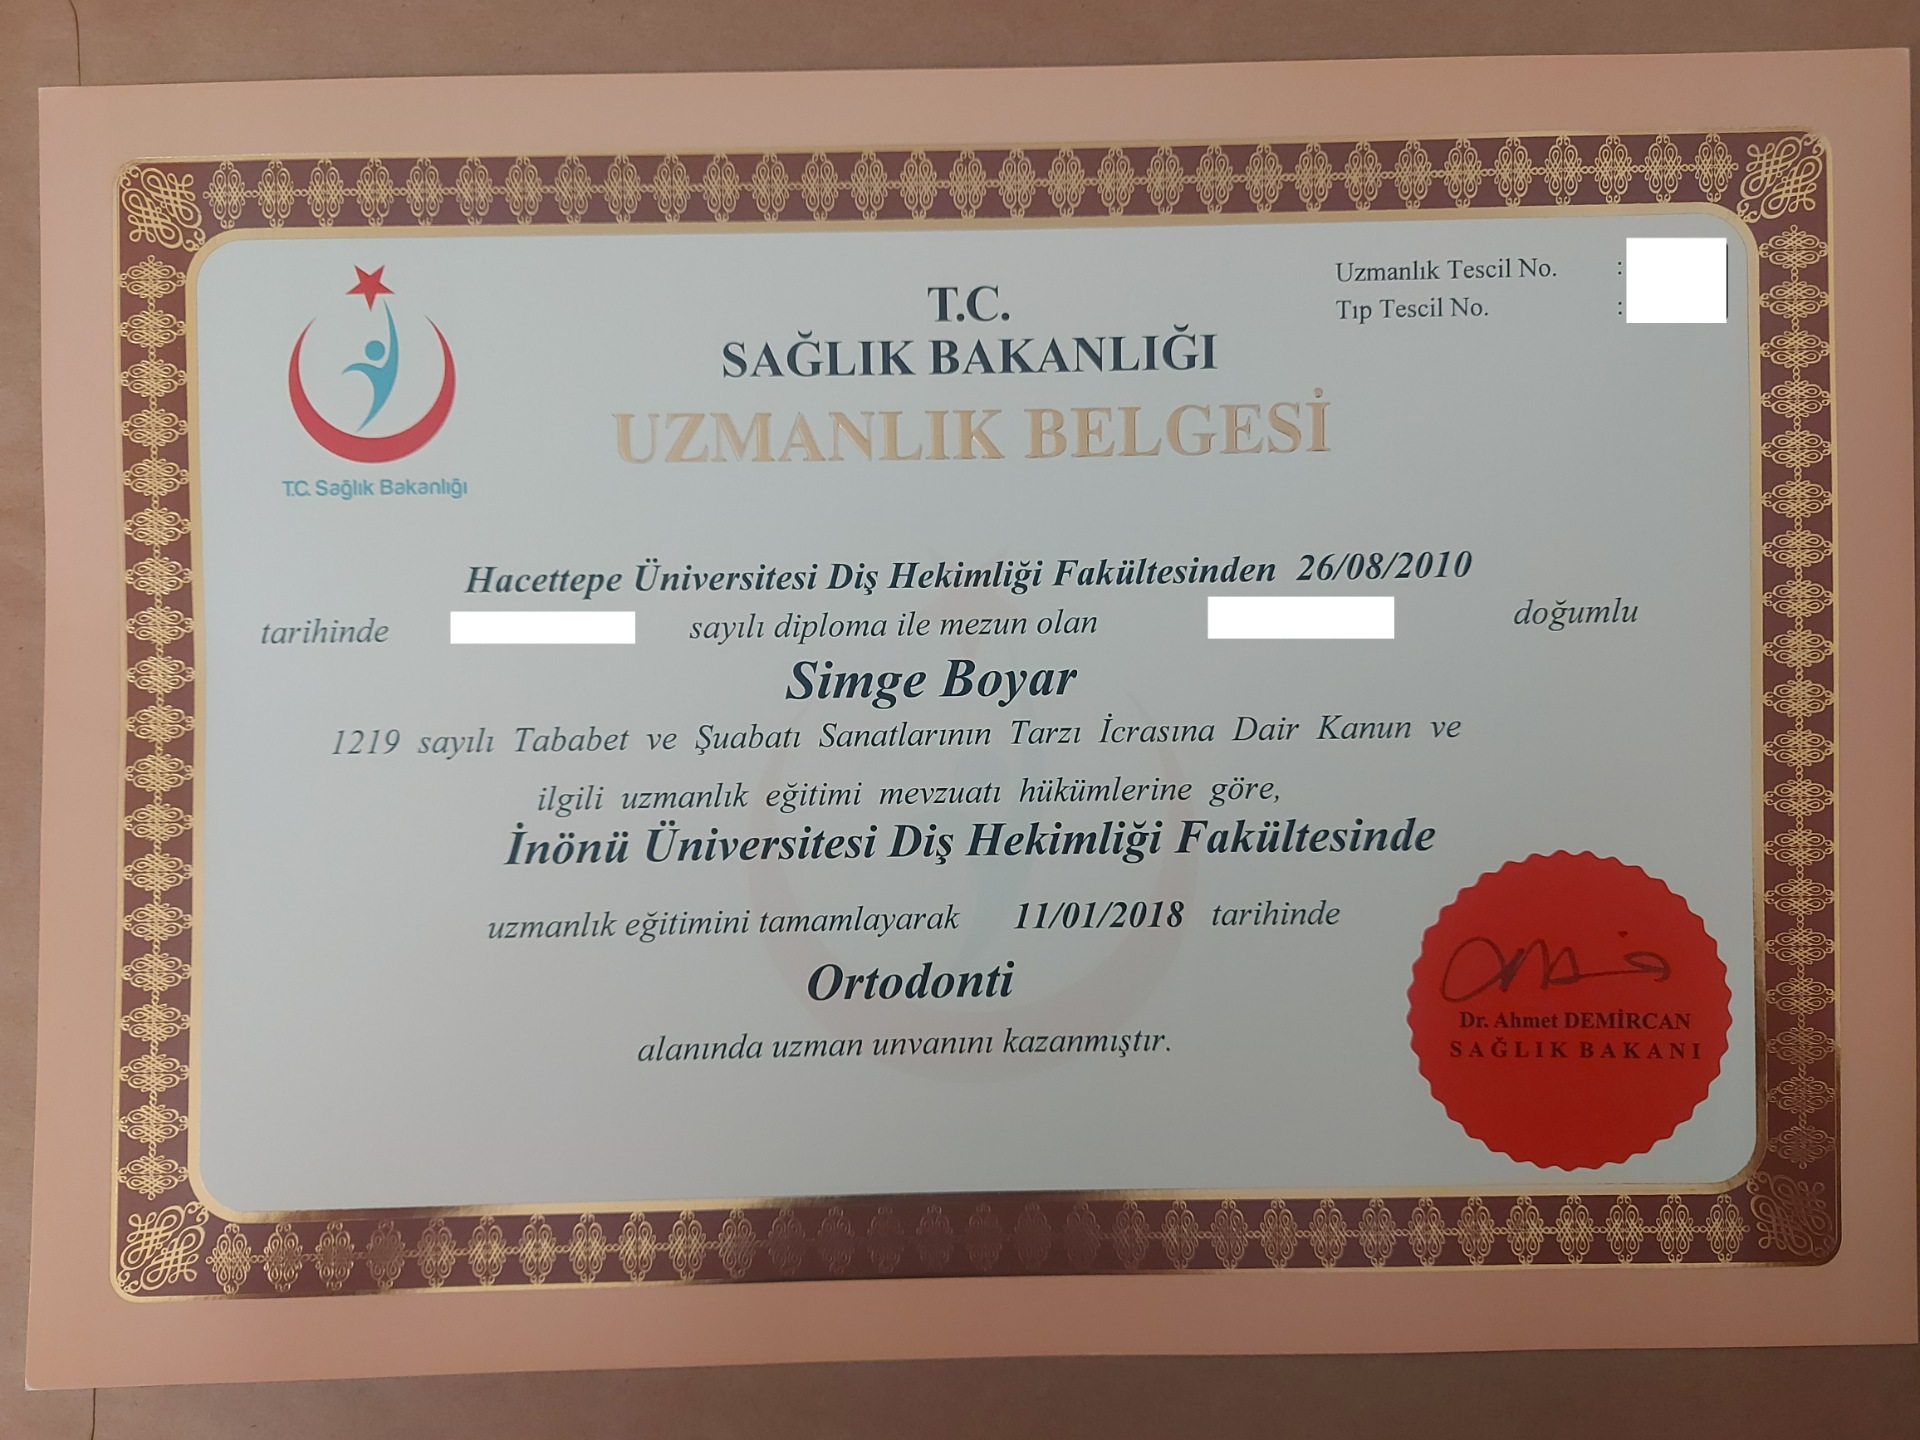 T.C. Sağlık Bakanlığı
T.C.
SAĞLIK BAKANLIĞI
UZMANLIK BELGESİ
Uzmanlık Tescil No. :
Tıp Tescil No. :
Hacettepe Üniversitesi Diş Hekimliği Fakültesinden 26/08/2010
tarihinde sayılı diploma ile mezun olan doğumlu
Simge Boyar
1219 sayılı Tababet ve Şuabatı Sanatlarının Tarzı İcrasına Dair Kanun ve
ilgili uzmanlık eğitimi mevzuatı hükümlerine göre,
İnönü Üniversitesi Diş Hekimliği Fakültesinde
uzmanlık eğitimini tamamlayarak 11/01/2018 tarihinde
Ortodonti
alanında uzman unvanını kazanmıştır.
Dr. Ahmet DEMİRCAN
SAĞLIK BAKANI